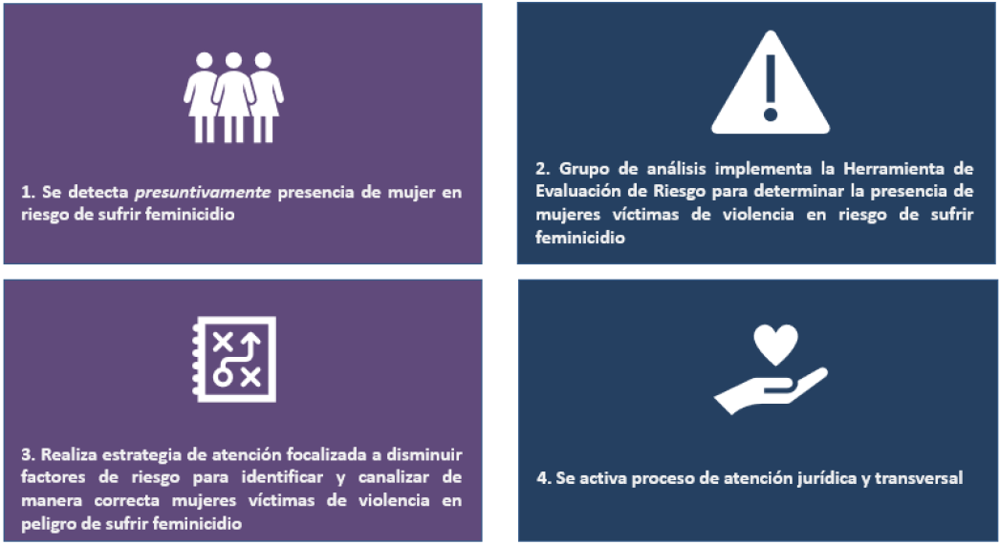 1. Se detecta presuntivamente presencia de mujer en
riesgo de sufrir feminicidio
2. Grupo de análisis implementa la Herramienta de
Evaluación de Riesgo para determinar la presencia de
mujeres víctimas de violencia en riesgo de sufrir
feminicidio
3. Realiza estrategia de atención focalizada a disminuir
factores de riesgo para identificar y canalizar de
manera correcta mujeres víctimas de violencia en
peligro de sufrir feminicidio
4. Se activa proceso de atención jurídica y transversal